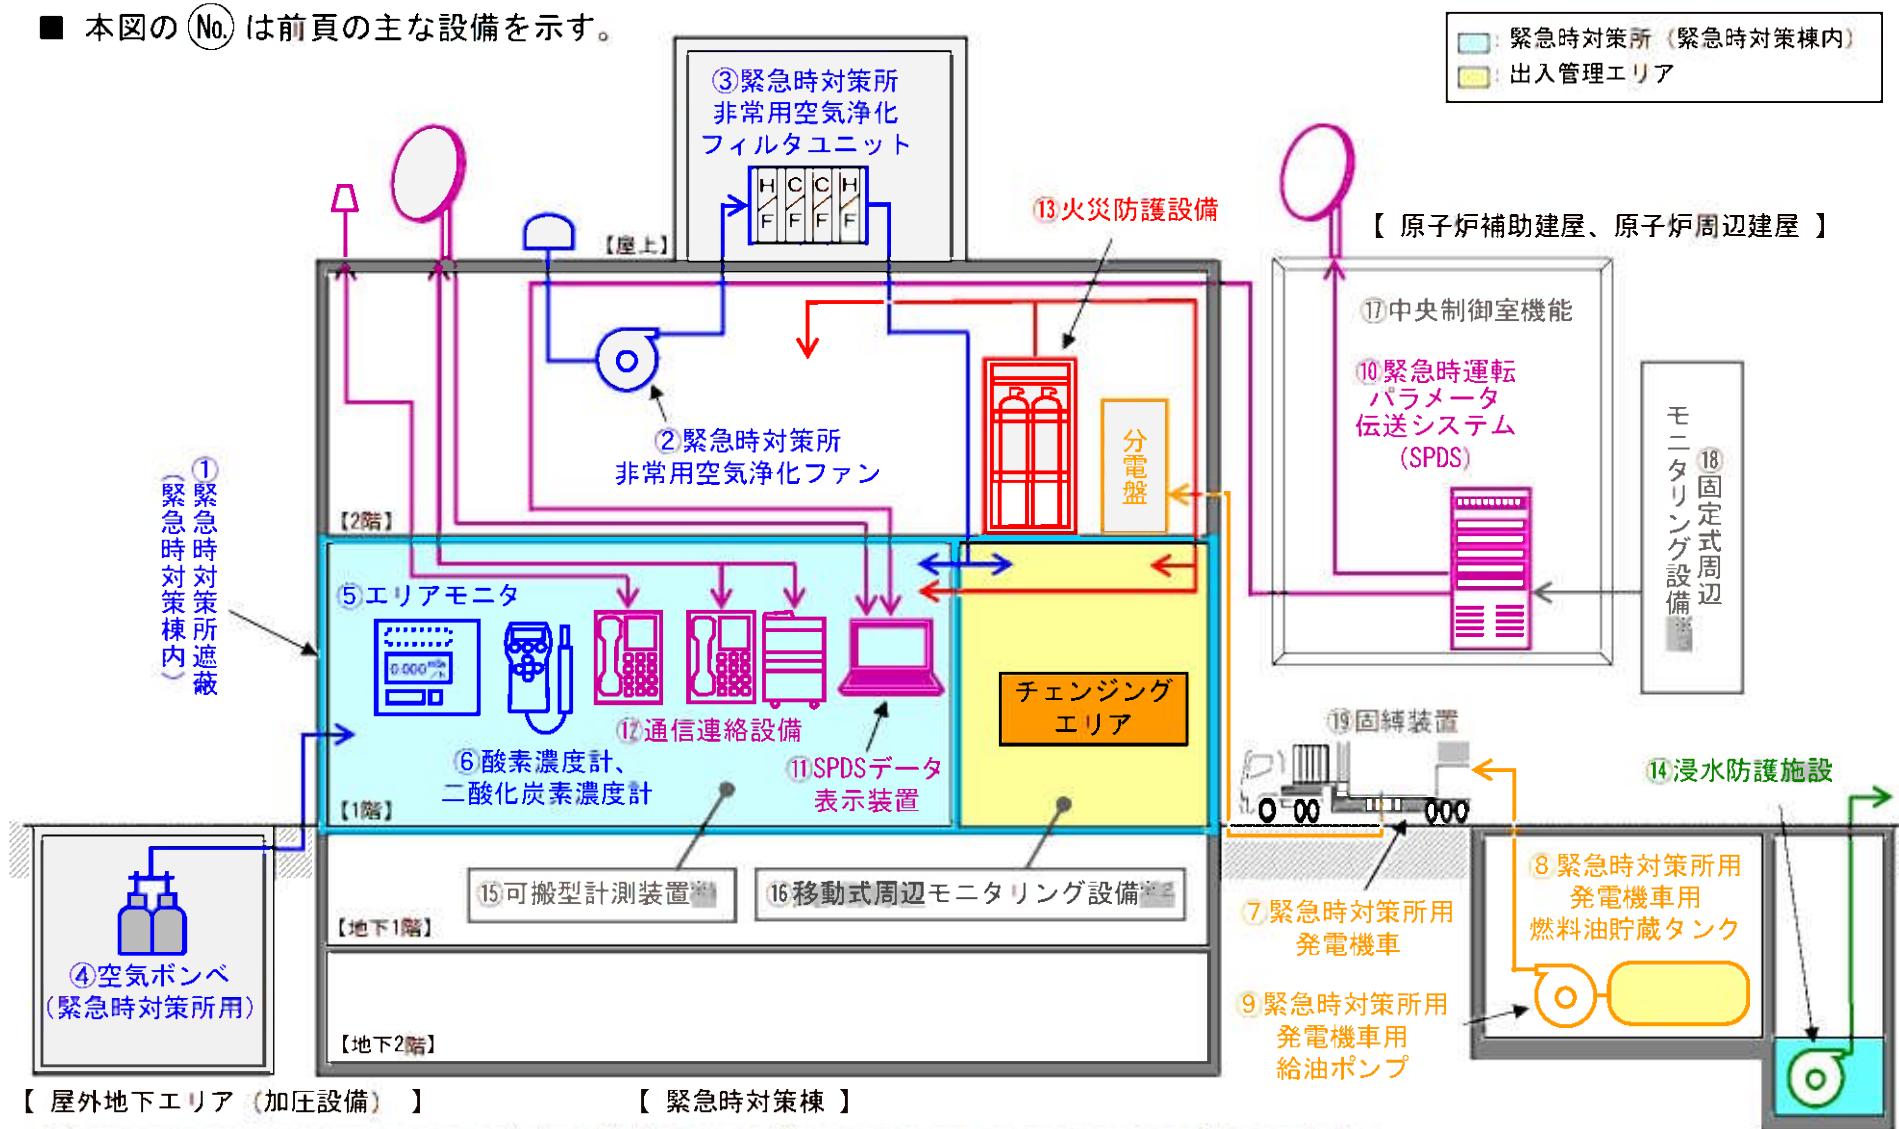 ■ 本図の No. は前頁の主な設備を示す。
緊急時対策所（緊急時対策棟内）
出入管理エリア
③緊急時対策所
非常用空気浄化
フィルタユニット
H C C H
F F F F
【屋上】
⑬火災防護設備
【 原子炉補助建屋、原子炉周辺建屋 】
⑰中央制御室機能
⑩緊急時運転
パラメータ
伝送システム
(SPDS)
⑱固定式周辺
モニタリング設備
②緊急時対策所
非常用空気浄化ファン
分電盤
【2階】
①緊急時対策所遮蔽
（緊急時対策棟内）
⑤エリアモニタ
0.000
⑫通信連絡設備
⑥酸素濃度計、
二酸化炭素濃度計
⑪SPDSデータ
表示装置
チェンジング
エリア
【1階】
⑲固縛装置
⑭浸水防護施設
⑮可搬型計測装置
⑯移動式周辺モニタリング設備
【地下1階】
⑦緊急時対策所用
発電機車
⑧緊急時対策所用
発電機車用
燃料油貯蔵タンク
④空気ボンベ
（緊急時対策所用）
⑨緊急時対策所用
発電機車用
給油ポンプ
【地下2階】
【 屋外地下エリア（加圧設備） 】
【 緊急時対策棟 】